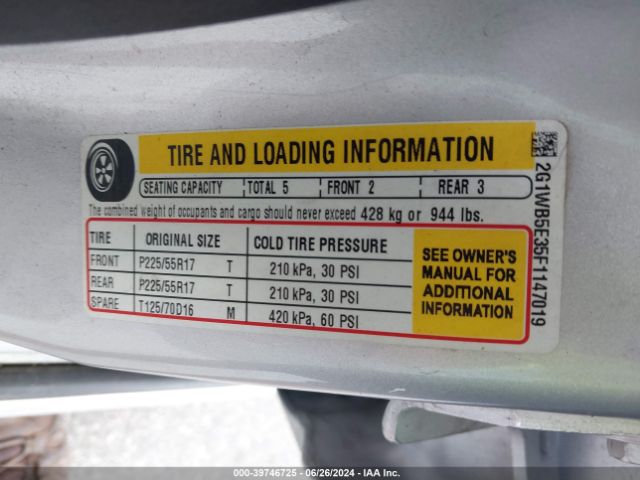 TIRE AND LOADING INFORMATION
SEATING CAPACITY TOTAL 5 FRONT 2 REAR 3
The combined weight of occupants and cargo should never exceed 428 kg or 944 lbs.
TIRE ORIGINAL SIZE COLD TIRE PRESSURE
FRONT P225/55R17 T 210 kPa, 30 PSI
REAR P225/55R17 T 210 kPa, 30 PSI
SPARE T125/70D16 M 420 kPa, 60 PSI
SEE OWNER'S
MANUAL FOR
ADDITIONAL
INFORMATION
2G1WB5E35F1147019
000-39746725 - 06/26/2024 - IAA Inc.